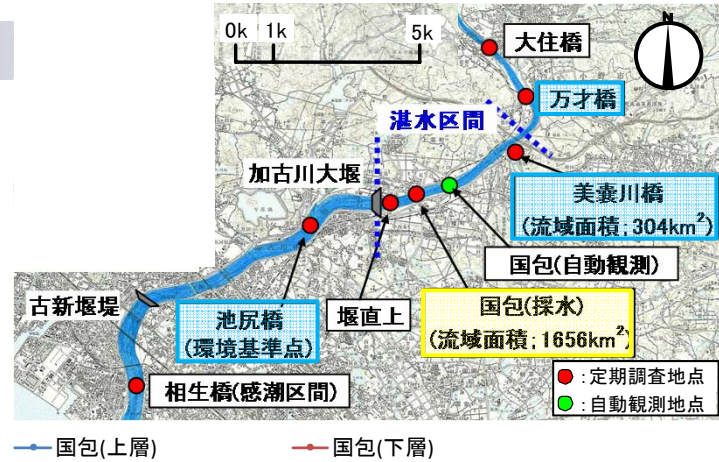 0k 1k 5k
N
大住橋
万才橋
湛水区間
加古川大堰
美嚢川橋
(流域面積;304km²)
国包(自動観測)
古新堰堤
池尻橋
(環境基準点)
堰直上
国包(採水)
(流域面積;1656km²)
相生橋(感潮区間)
:定期調査地点
:自動観測地点
国包(上層)
国包(下層)